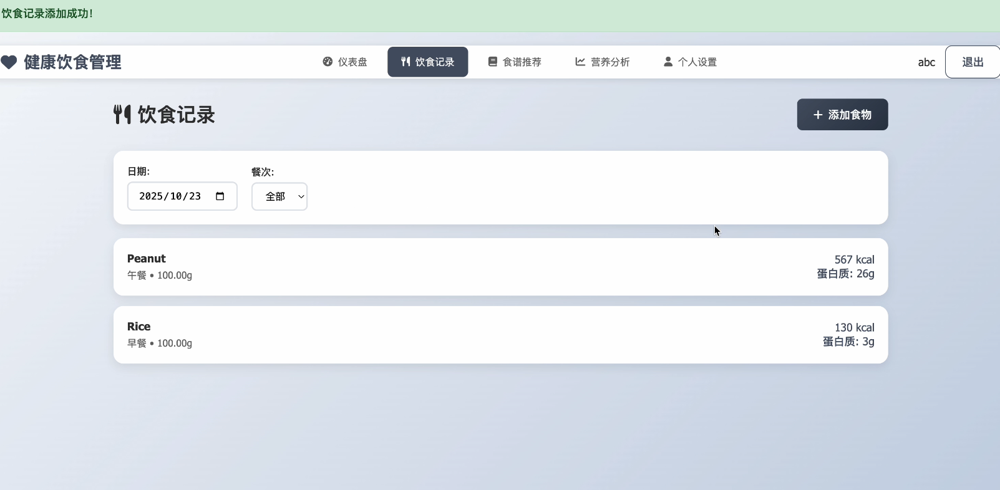 饮食记录添加成功!
健康饮食管理 仪表盘 饮食记录 食谱推荐 营养分析 个人设置 abc 退出
饮食记录 + 添加食物
日期: 餐次:
2025/10/23 全部
Peanut 567 kcal
午餐 • 100.00g 蛋白质: 26g
Rice 130 kcal
早餐 • 100.00g 蛋白质: 3g